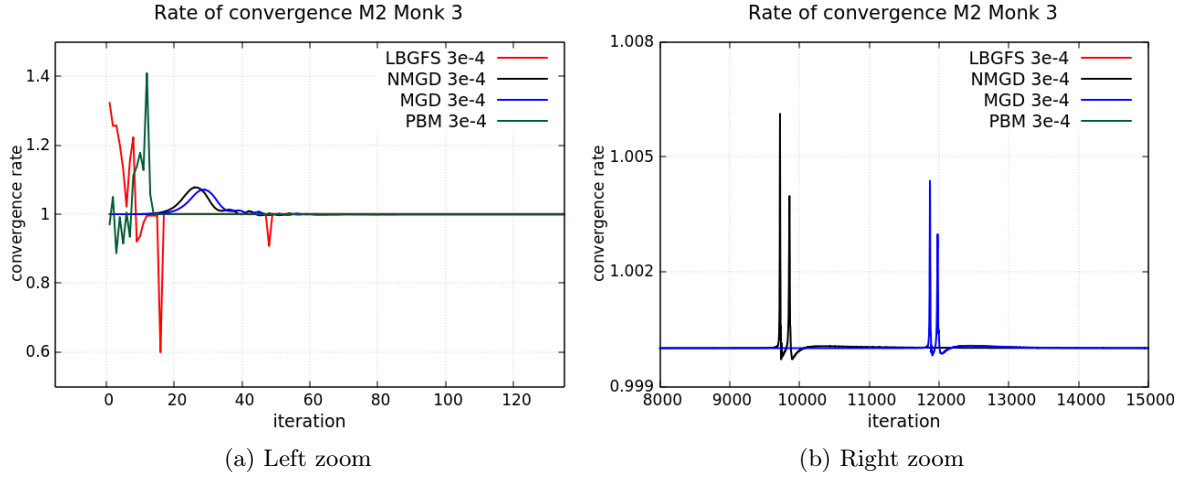 Rate of convergence M2 Monk 3
convergence rate
1.4
1.2
1
0.8
0.6
LBGFS 3e-4
NMGD 3e-4
MGD 3e-4
PBM 3e-4
0 20 40 60 80 100 120
iteration
(a) Left zoom
Rate of convergence M2 Monk 3
convergence rate
1.008
1.005
1.002
0.999
LBGFS 3e-4
NMGD 3e-4
MGD 3e-4
PBM 3e-4
8000 9000 10000 11000 12000 13000 14000 15000
iteration
(b) Right zoom